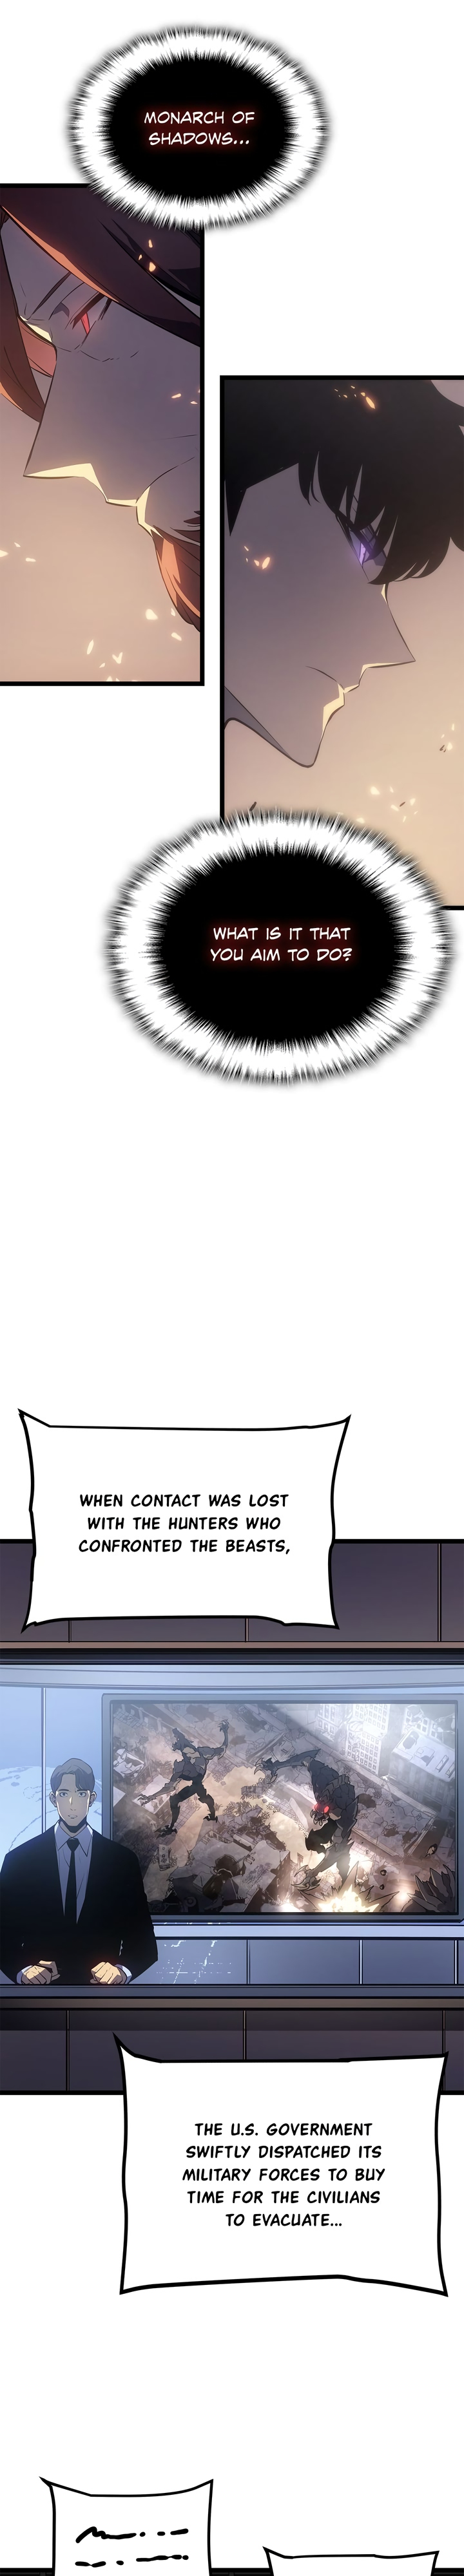 MONARCH OF
SHADOWS...
WHAT IS IT THAT
YOU AIM TO DO?
WHEN CONTACT WAS LOST
WITH THE HUNTERS WHO
CONFRONTED THE BEASTS,
THE U.S. GOVERNMENT
SWIFTLY DISPATCHED ITS
MILITARY FORCES TO BUY
TIME FOR THE CIVILIANS
TO EVACUATE...